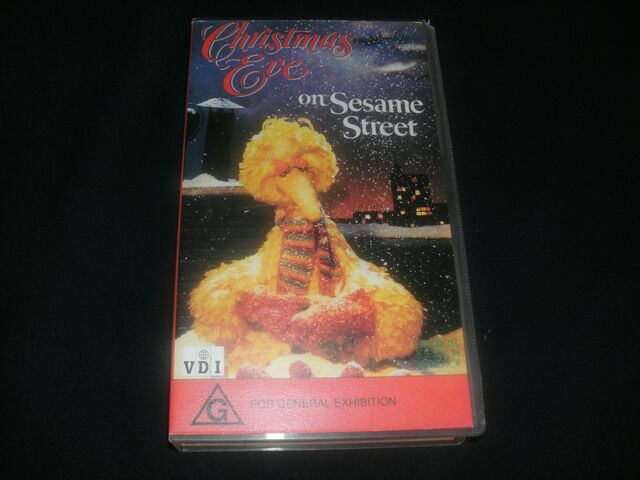 Christmas
Eve
on Sesame
Street
VDI
G
FOR GENERAL EXHIBITION